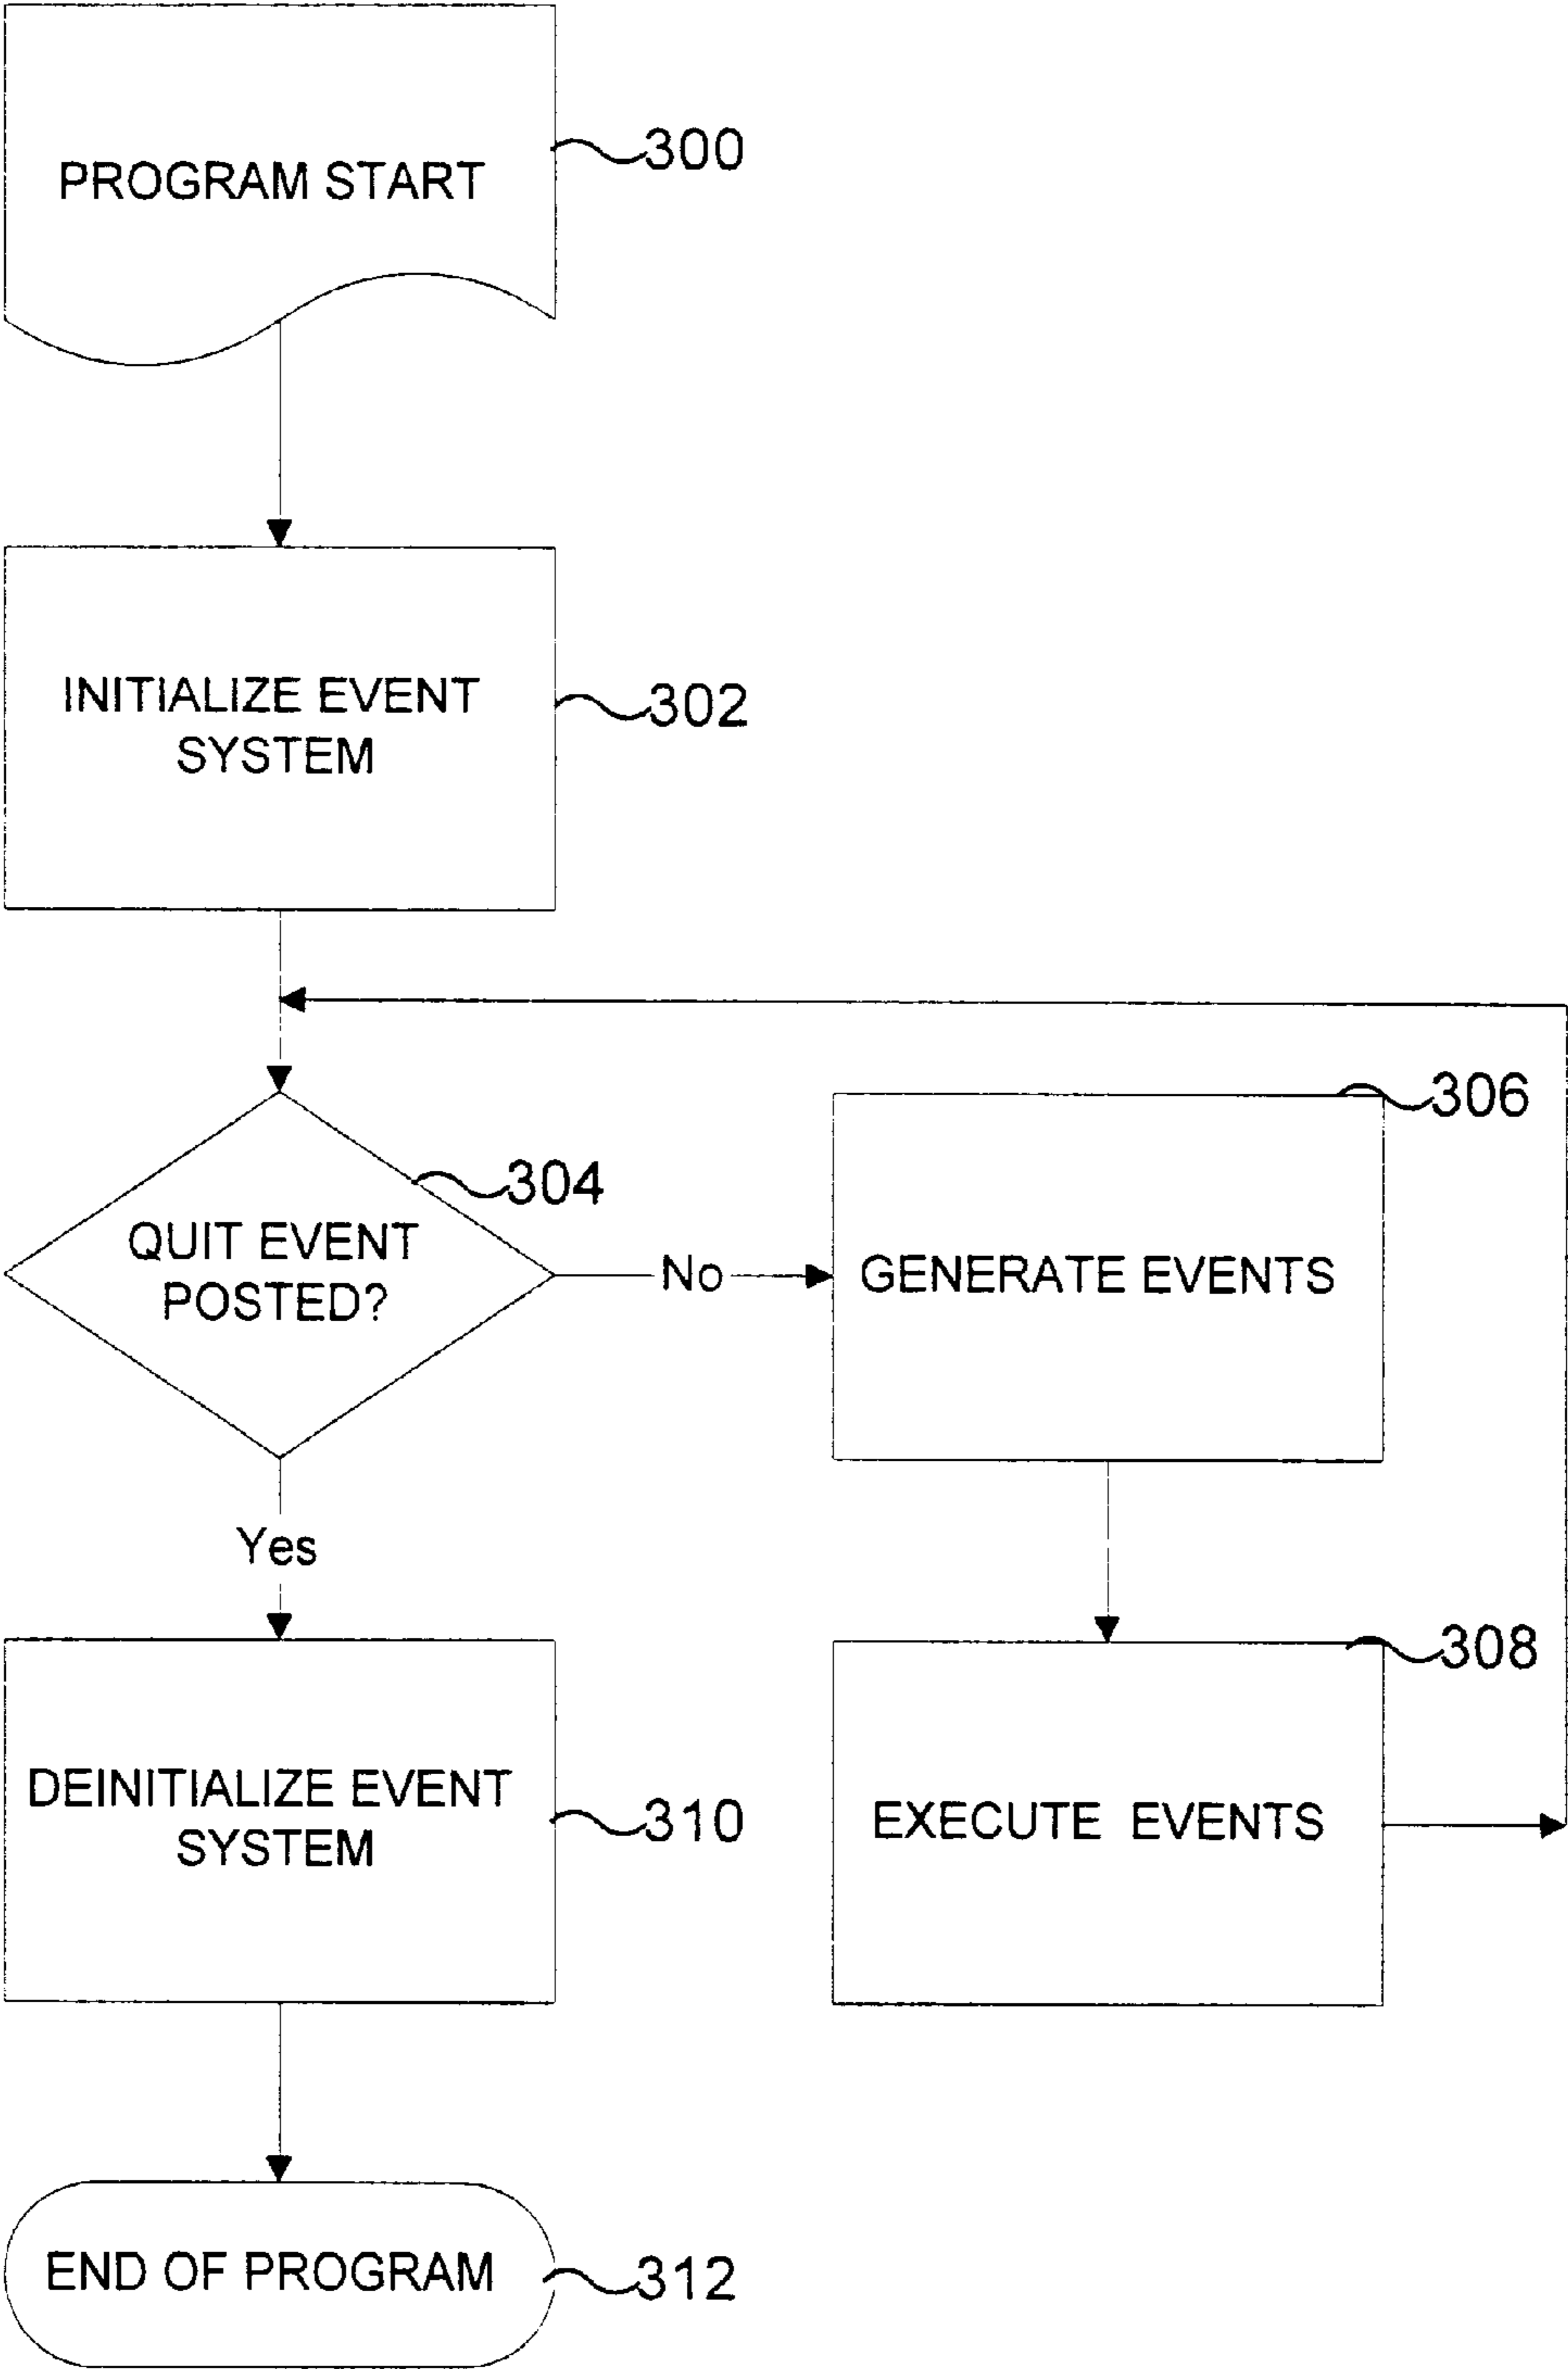 PROGRAM START
300
INITIALIZE EVENT
SYSTEM
302
QUIT EVENT
POSTED?
304
No
GENERATE EVENTS
306
Yes
EXECUTE EVENTS
308
DEINITIALIZE EVENT
SYSTEM
310
END OF PROGRAM
312